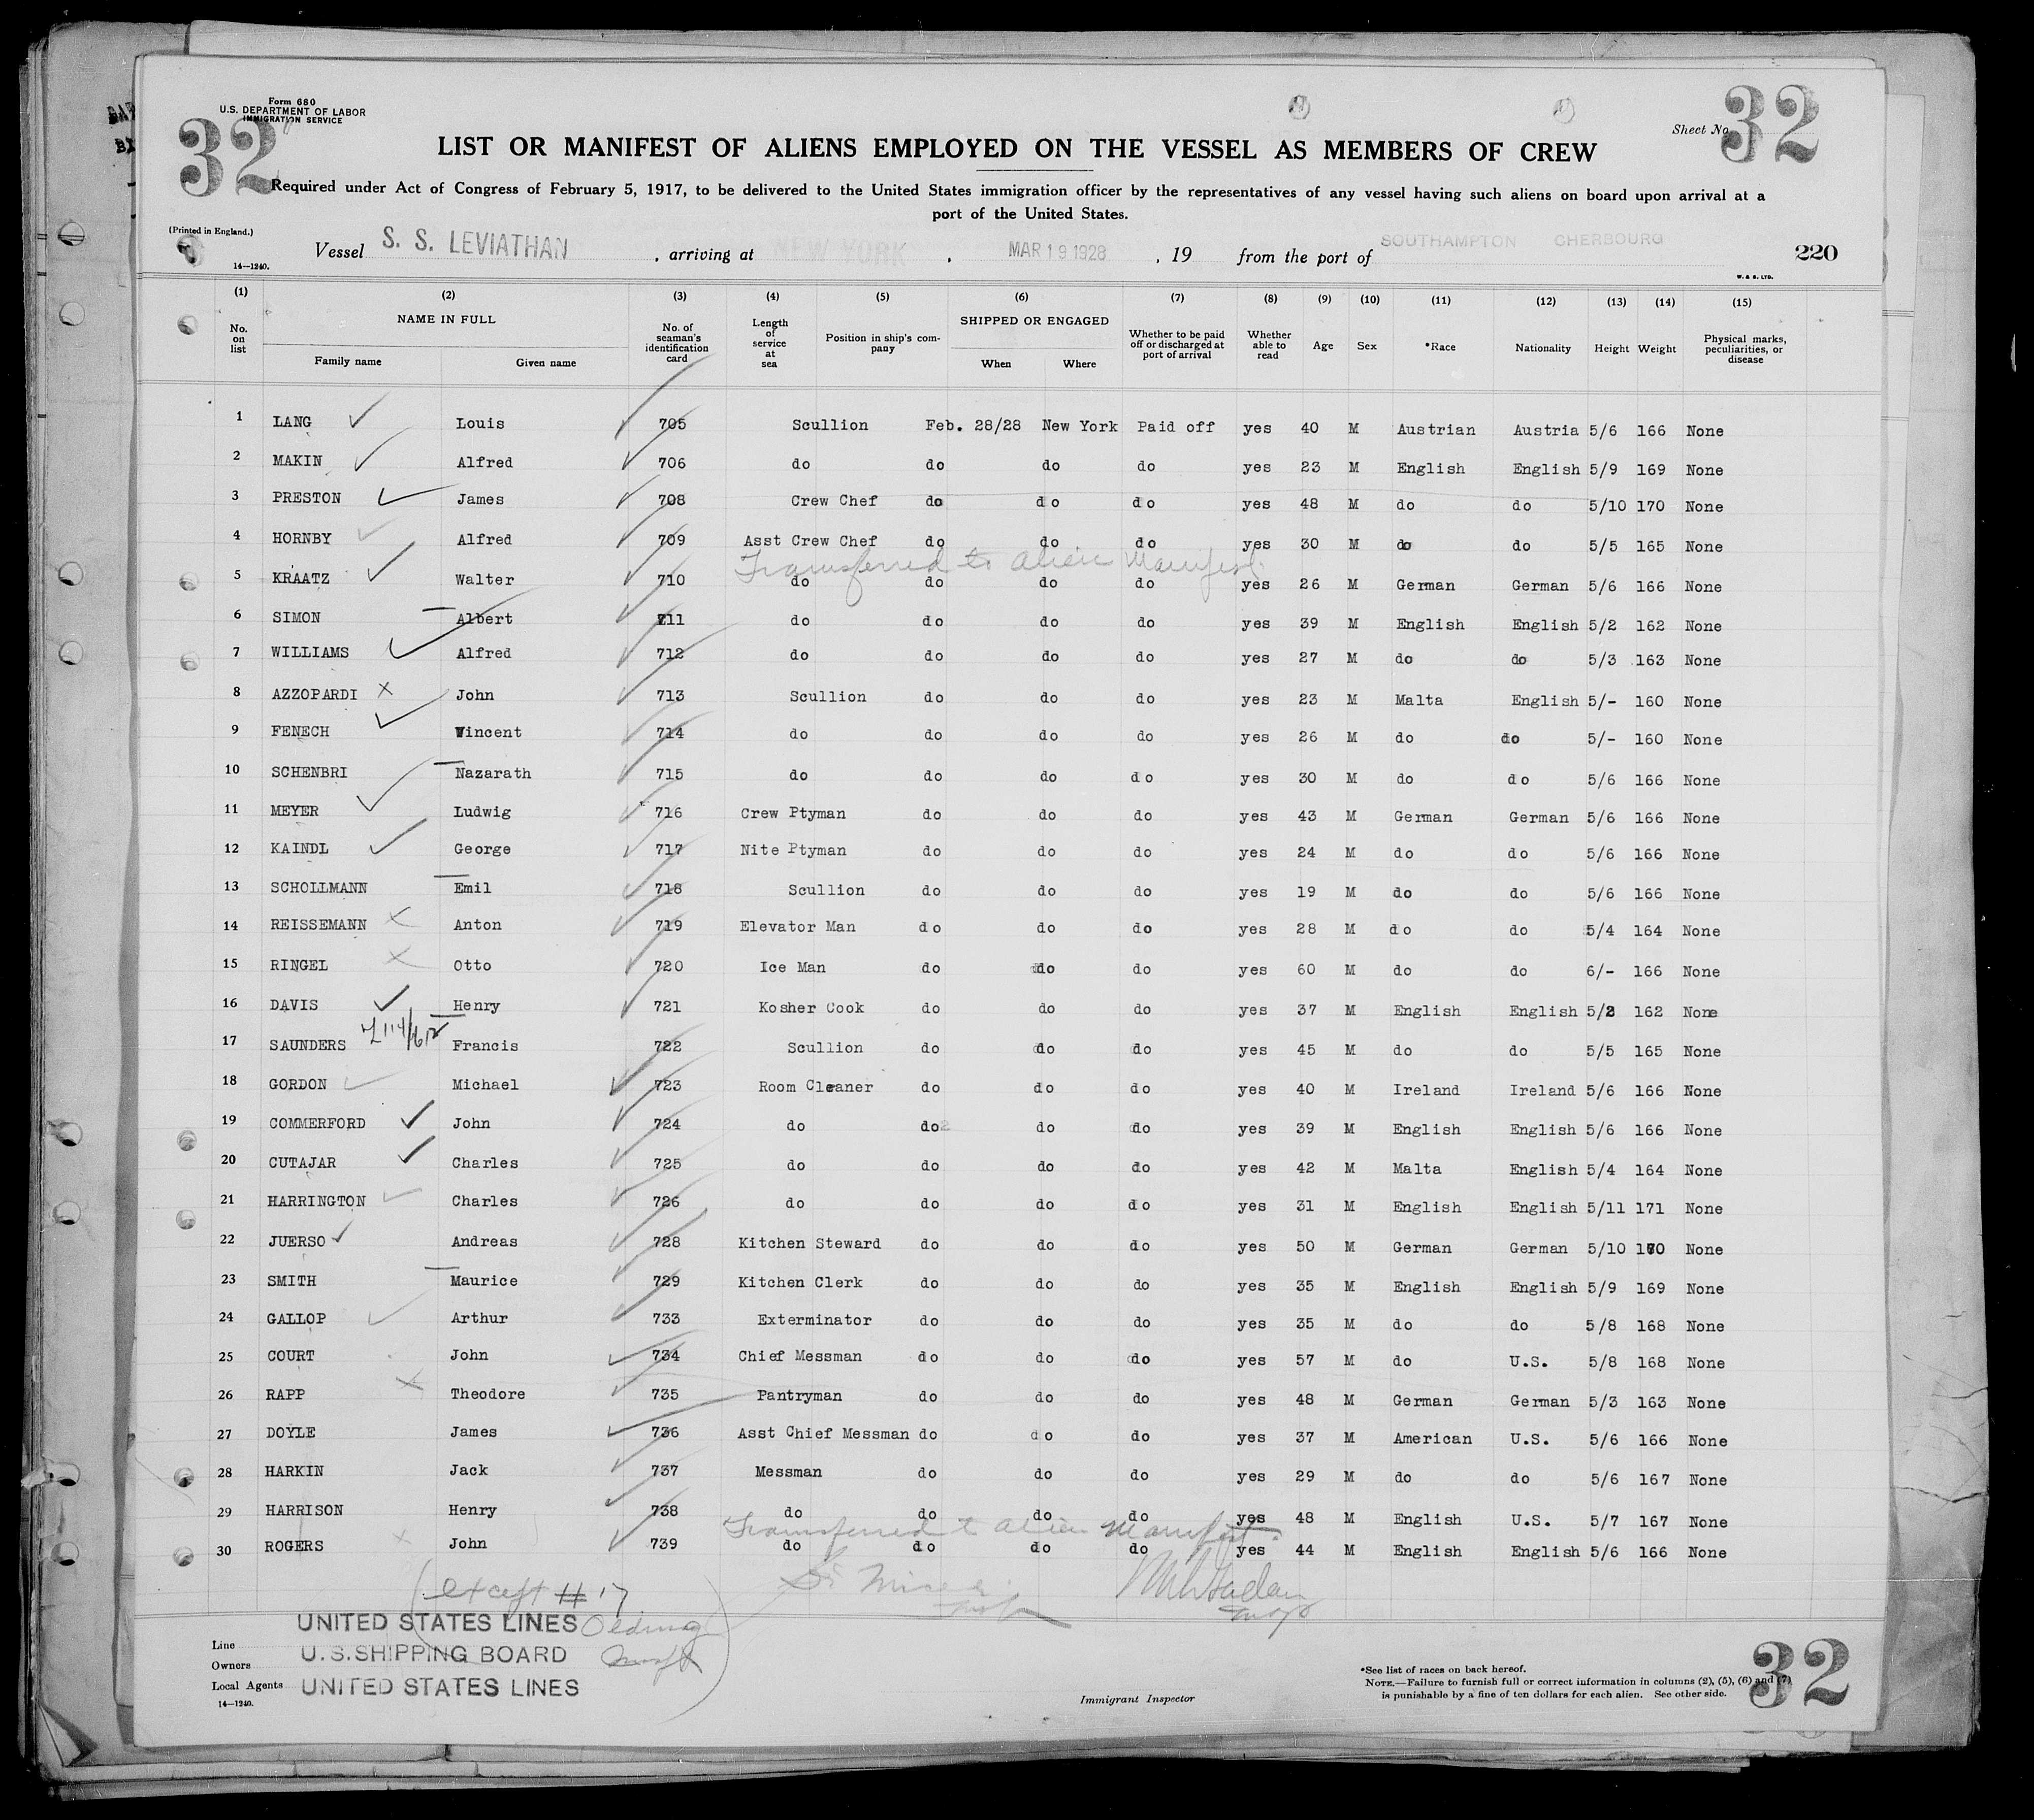 Form 680
U.S. DEPARTMENT OF LABOR
IMMIGRATION SERVICE
32
32
Sheet No.
LIST OR MANIFEST OF ALIENS EMPLOYED ON THE VESSEL AS MEMBERS OF CREW
Required under Act of Congress of February 5, 1917, to be delivered to the United States immigration officer by the representatives of any vessel having such aliens on board upon arrival at a
port of the United States.
(Printed in England.)
Vessel S. S. LEVIATHAN , arriving at NEW YORK , MAR 19 1928 , 19 from the port of SOUTHAMPTON CHERBOURG 220
14—1240.
W. & S. LTD.
(1) (2) (3) (4) (5) (6) (7) (8) (9) (10) (11) (12) (13) (14) (15)
No. on list NAME IN FULL Family name Given name No. of seaman's identification card Length of service at sea Position in ship's company SHIPPED OR ENGAGED When Where Whether to be paid off or discharged at port of arrival Whether able to read Age Sex *Race Nationality Height Weight Physical marks, peculiarities, or disease
1 LANG Louis 705 Scullion Feb. 28/28 New York Paid off yes 40 M Austrian Austria 5/6 166 None
2 MAKIN Alfred 706 do do do do yes 23 M English English 5/9 169 None
3 PRESTON James 708 Crew Chef do do do yes 48 M do do 5/10 170 None
4 HORNBY Alfred 709 Asst Crew Chef do do do yes 30 M do do 5/5 165 None
Transferred to Alien Manifest.
5 KRAATZ Walter 710 do do do do yes 26 M German German 5/6 166 None
6 SIMON Albert 711 do do do do yes 39 M English English 5/2 162 None
7 WILLIAMS Alfred 712 do do do do yes 27 M do do 5/3 163 None
8 AZZOPARDI John 713 Scullion do do do yes 23 M Malta English 5/- 160 None
9 FENECH Vincent 714 do do do do yes 26 M do do 5/- 160 None
10 SCHENBRI Nazarath 715 do do do do yes 30 M do do 5/6 166 None
11 MEYER Ludwig 716 Crew Ptyman do do do yes 43 M German German 5/6 166 None
12 KAINDL George 717 Nite Ptyman do do do yes 24 M do do 5/6 166 None
13 SCHOLLMANN Emil 718 Scullion do do do yes 19 M do do 5/6 166 None
14 REISSEMANN Anton 719 Elevator Man do do do yes 28 M do do 5/4 164 None
15 RINGEL Otto 720 Ice Man do do do yes 60 M do do 6/- 166 None
16 DAVIS Henry 721 Kosher Cook do do do yes 37 M English English 5/2 162 None
17 SAUNDERS Francis 722 Scullion do do do yes 45 M do do 5/5 165 None
18 GORDON Michael 723 Room Cleaner do do do yes 40 M Ireland Ireland 5/6 166 None
19 COMMERFORD John 724 do do do do yes 39 M English English 5/6 166 None
20 CUTAJAR Charles 725 do do do do yes 42 M Malta English 5/4 164 None
21 HARRINGTON Charles 726 do do do do yes 31 M English English 5/11 171 None
22 JUERSO Andreas 728 Kitchen Steward do do do yes 50 M German German 5/10 170 None
23 SMITH Maurice 729 Kitchen Clerk do do do yes 35 M English English 5/9 169 None
24 GALLOP Arthur 733 Exterminator do do do yes 35 M do do 5/8 168 None
25 COURT John 734 Chief Messman do do do yes 57 M do U.S. 5/8 168 None
26 RAPP Theodore 735 Pantryman do do do yes 48 M German German 5/3 163 None
27 DOYLE James 736 Asst Chief Messman do do do yes 37 M American U.S. 5/6 166 None
28 HARKIN Jack 737 Messman do do do yes 29 M do do 5/6 167 None
29 HARRISON Henry 738 do do do do yes 48 M English U.S. 5/7 167 None
Transferred to alien manifest.
30 ROGERS John 739 do do do do yes 44 M English English 5/6 166 None
(except # 17
Line UNITED STATES LINES
Owners U.S. SHIPPING BOARD
Local Agents UNITED STATES LINES
14—1240.
Immigrant Inspector
*See list of races on back hereof.
NOTE.—Failure to furnish full or correct information in columns (2), (5), (6) and (7)
is punishable by a fine of ten dollars for each alien. See other side.
32